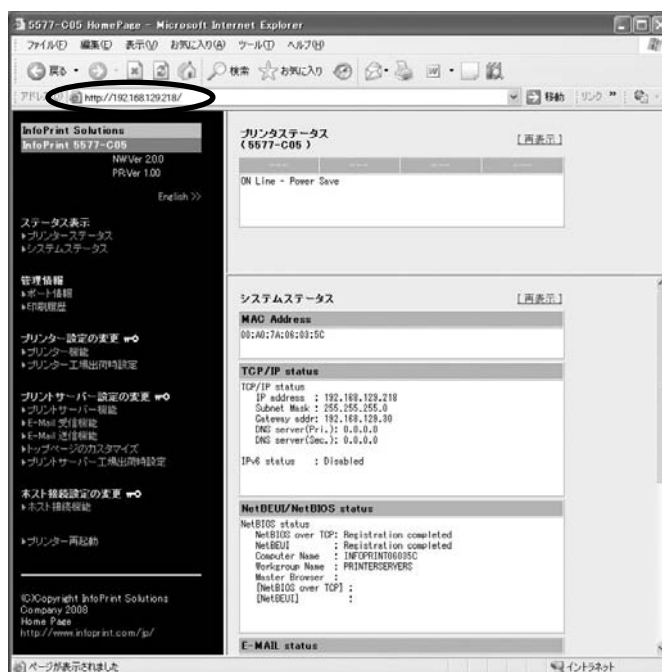 5577-C05 HomePage - Microsoft Internet Explorer
ファイル(F) 編集(E) 表示(V) お気に入り(A) ツール(T) ヘルプ(H)
戻る 検索 お気に入り
アドレス(D) http://192.168.129.218/ 移動 リンク »
InfoPrint Solutions
InfoPrint 5577-C05
NW.Ver 2.0.0
PR.Ver 1.00
English >>
ステータス表示
プリンターステータス
システムステータス
管理情報
ポート情報
印刷履歴
プリンター設定の変更
プリンター機能
プリンター工場出荷時設定
プリントサーバー設定の変更
プリントサーバー機能
E-Mail 受信機能
E-Mail 送信機能
トップページのカスタマイズ
プリントサーバー工場出荷時設定
ホスト接続設定の変更
ホスト接続機能
プリンター再起動
(C)Copyright InfoPrint Solutions
Company 2008
Home Page
http://www.infoprint.com/jp/
プリンタステータス
(5577-C05 )
[再表示]
--- --- --- ---
ON Line - Power Save
システムステータス [再表示]
MAC Address
00:A0:7A:06:03:5C
TCP/IP status
TCP/IP status
IP address : 192.168.129.218
Subnet Mask : 255.255.255.0
Gateway addr: 192.168.129.30
DNS server(Pri.): 0.0.0.0
DNS server(Sec.): 0.0.0.0
IPv6 status : Disabled
NetBEUI/NetBIOS status
NetBIOS status
NetBIOS over TCP: Registration completed
NetBEUI : Registration completed
Computer Name : INFOPRINT06035C
Workgroup Name : PRINTERSERVERS
Master Browser :
[NetBIOS over TCP] :
[NetBEUI] :
E-MAIL status
ページが表示されました イントラネット